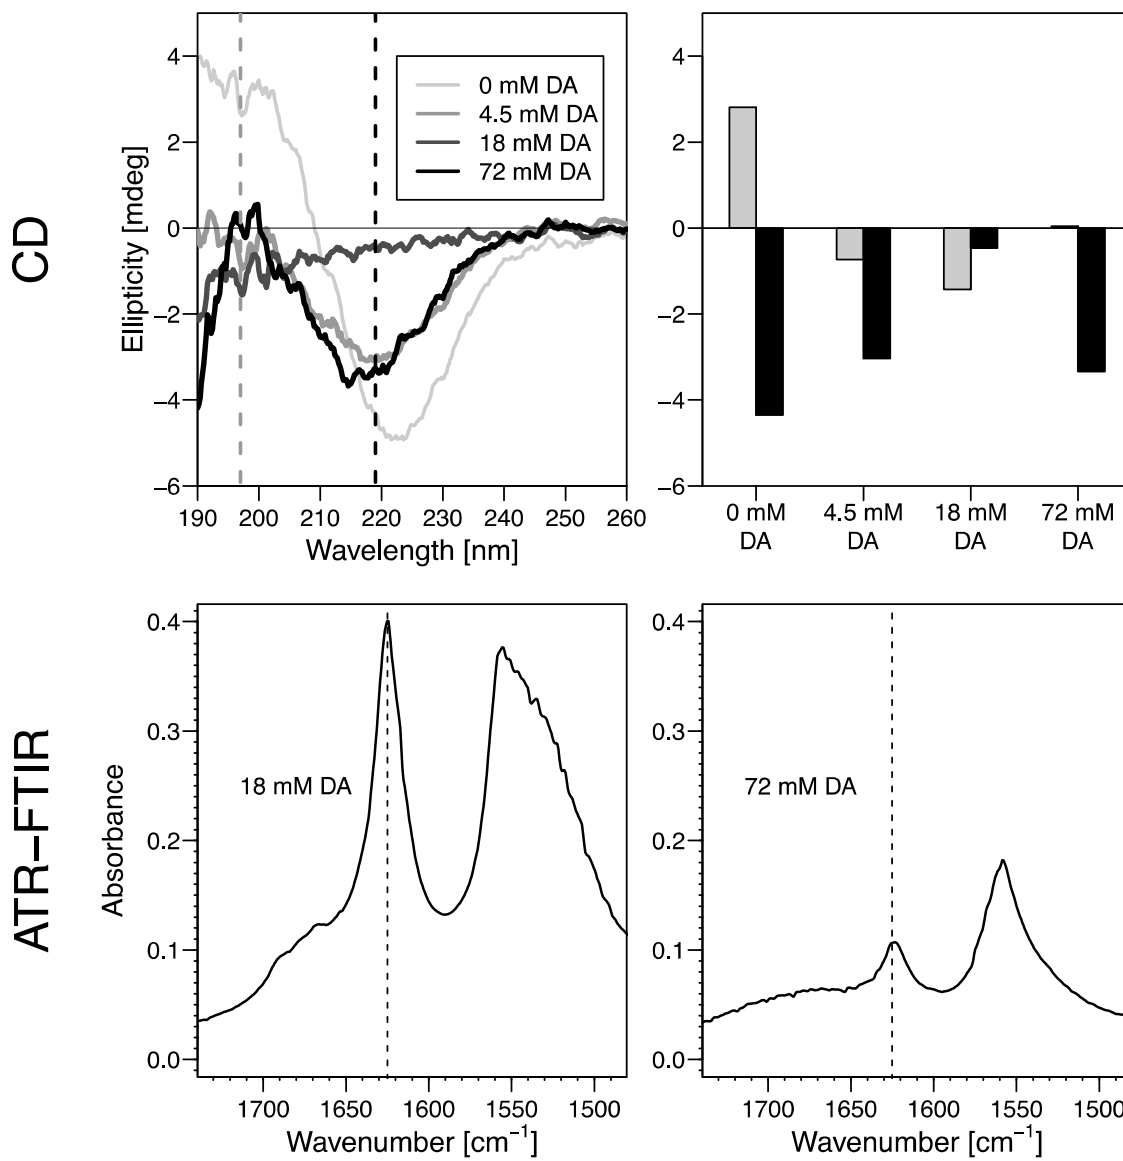 CD
Ellipticity [mdeg]
4
2
0
−2
−4
−6
190 200 210 220 230 240 250 260
Wavelength [nm]
0 mM DA
4.5 mM DA
18 mM DA
72 mM DA
4
2
0
−2
−4
−6
0 mM DA
4.5 mM DA
18 mM DA
72 mM DA
ATR−FTIR
Absorbance
0.4
0.3
0.2
0.1
0.0
18 mM DA
1700 1650 1600 1550 1500
Wavenumber [cm⁻¹]
0.4
0.3
0.2
0.1
0.0
72 mM DA
1700 1650 1600 1550 1500
Wavenumber [cm⁻¹]